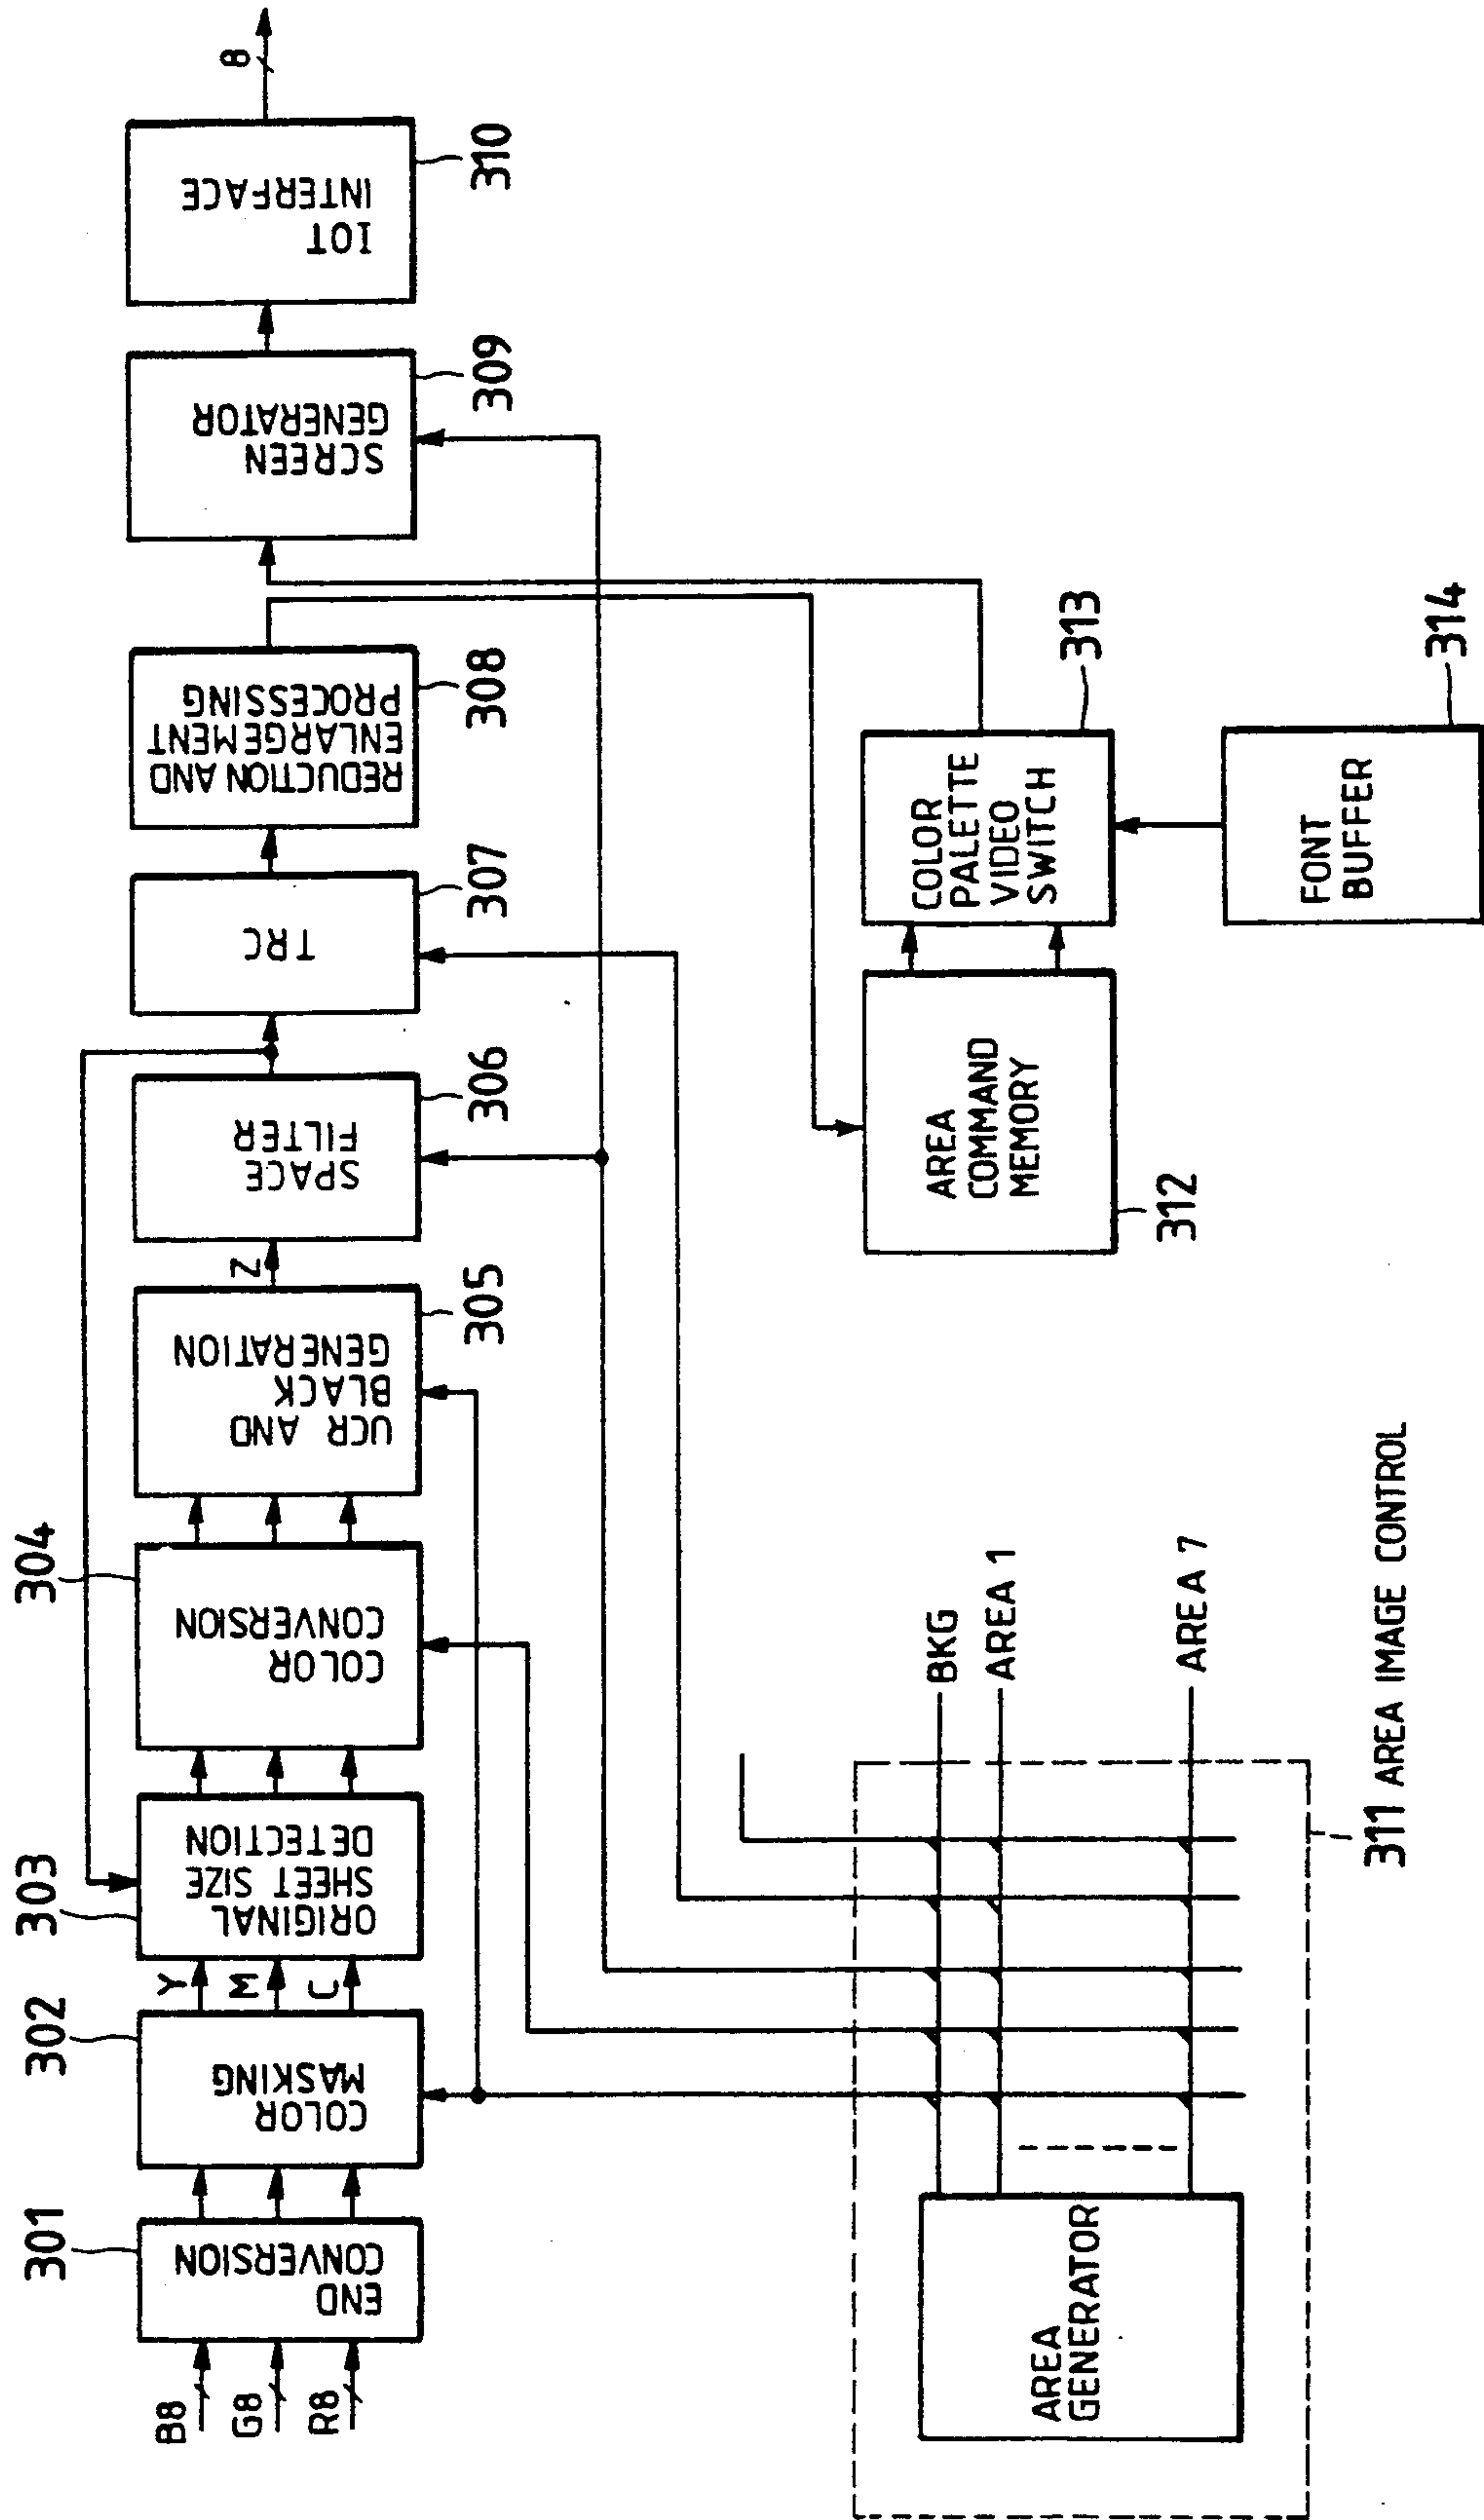 B8
G8
R8
301
END
CONVERSION
302
COLOR
MASKING
Y
M
C
303
ORIGINAL
SHEET SIZE
DETECTION
304
COLOR
CONVERSION
305
UCR AND
BLACK
GENERATION
Z
306
SPACE
FILTER
307
TRC
308
REDUCTION AND
ENLARGEMENT
PROCESSING
309
SCREEN
GENERATOR
310
IOT
INTERFACE
8
AREA
GENERATOR
BKG
AREA 1
AREA 7
311 AREA IMAGE CONTROL
312
AREA
COMMAND
MEMORY
313
COLOR
PALETTE
VIDEO
SWITCH
314
FONT
BUFFER